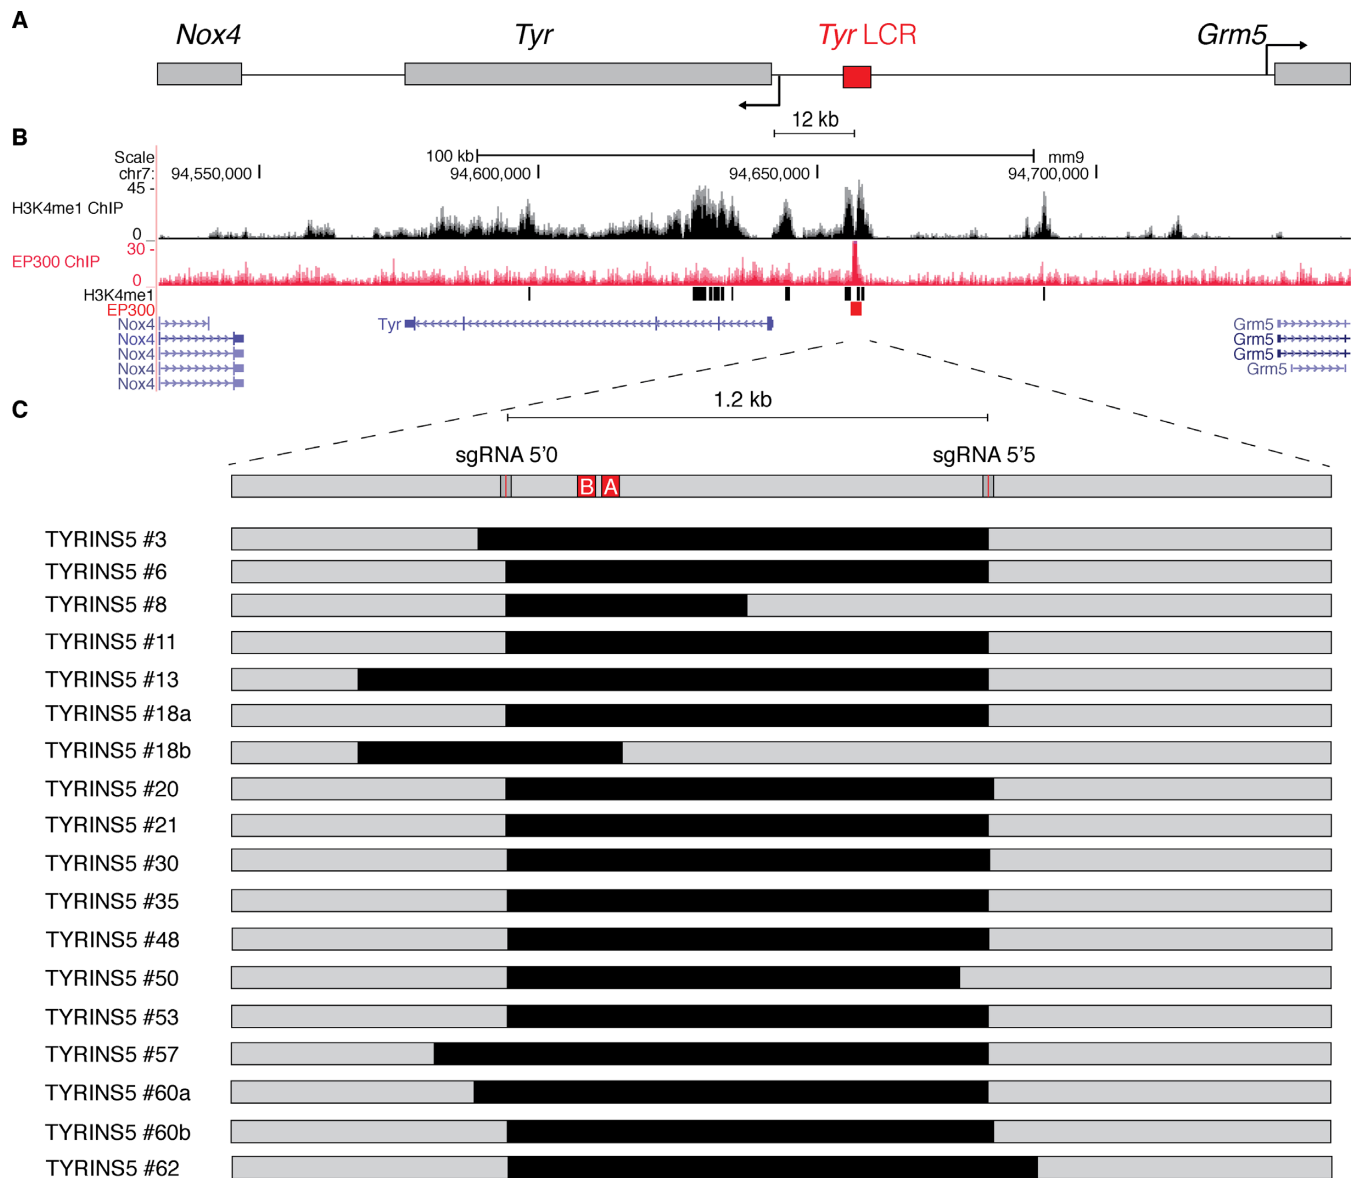 A
Nox4 Tyr Tyr LCR Grm5
12 kb
B
Scale 100 kb mm9
chr7: 94,550,000 94,600,000 94,650,000 94,700,000
45
H3K4me1 ChIP
0
30
EP300 ChIP
0
H3K4me1
EP300
Nox4 Tyr Grm5
Nox4 Grm5
Nox4 Grm5
Nox4 Grm5
Nox4
C
1.2 kb
sgRNA 5'0 sgRNA 5'5
B A
TYRINS5 #3
TYRINS5 #6
TYRINS5 #8
TYRINS5 #11
TYRINS5 #13
TYRINS5 #18a
TYRINS5 #18b
TYRINS5 #20
TYRINS5 #21
TYRINS5 #30
TYRINS5 #35
TYRINS5 #48
TYRINS5 #50
TYRINS5 #53
TYRINS5 #57
TYRINS5 #60a
TYRINS5 #60b
TYRINS5 #62